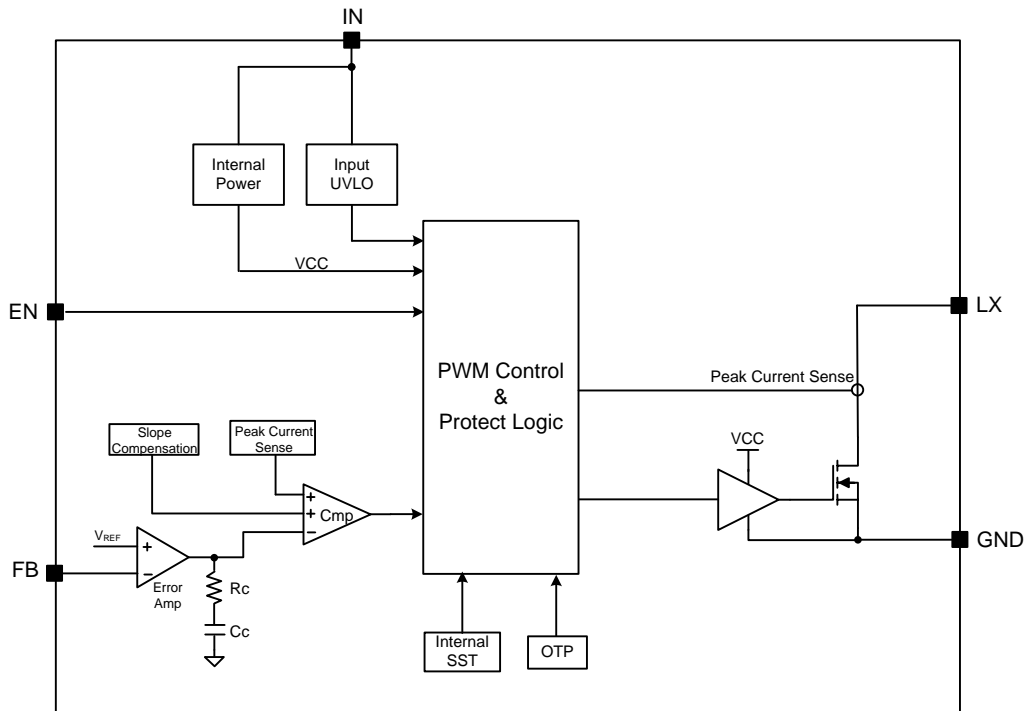 IN
Internal
Power
Input
UVLO
VCC
EN
LX
PWM Control
&
Protect Logic
Peak Current Sense
Slope
Compensation
Peak Current
Sense
VCC
+
+
−
Cmp
VREF
+
−
Error
Amp
FB
GND
Rc
Cc
Internal
SST
OTP